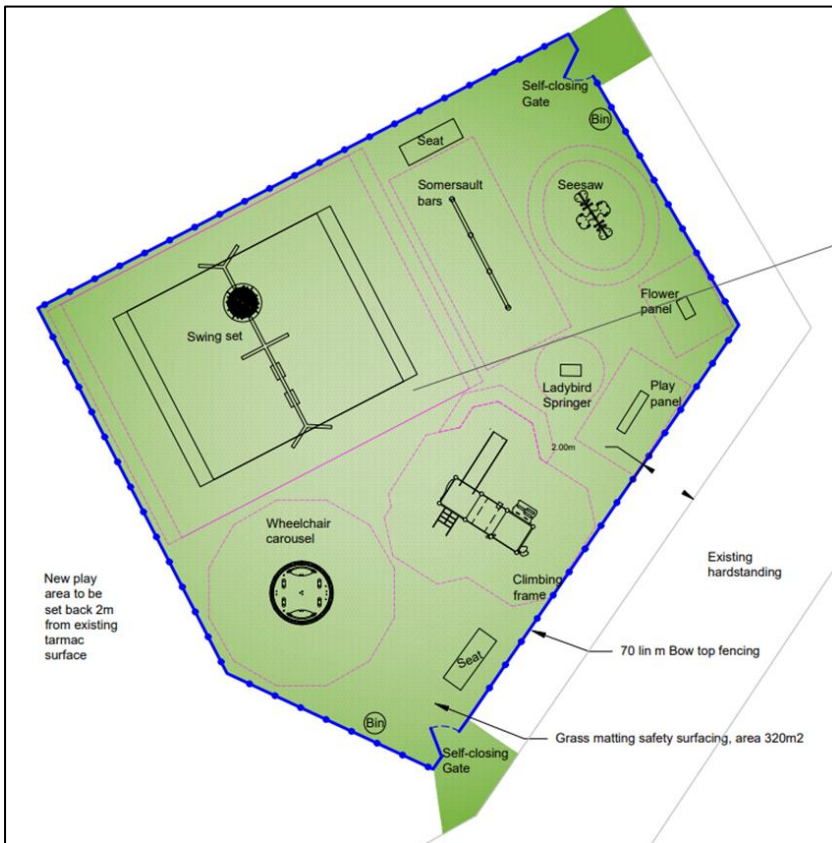 Self-closing
Gate
Bin
Seat
Somersault
bars
Seesaw
Flower
panel
Swing set
Ladybird
Springer
Play
panel
2.00m
Wheelchair
carousel
Existing
hardstanding
New play
area to be
set back 2m
from existing
tarmac
surface
Climbing
frame
70 lin m Bow top fencing
Seat
Bin
Grass matting safety surfacing, area 320m2
Self-closing
Gate